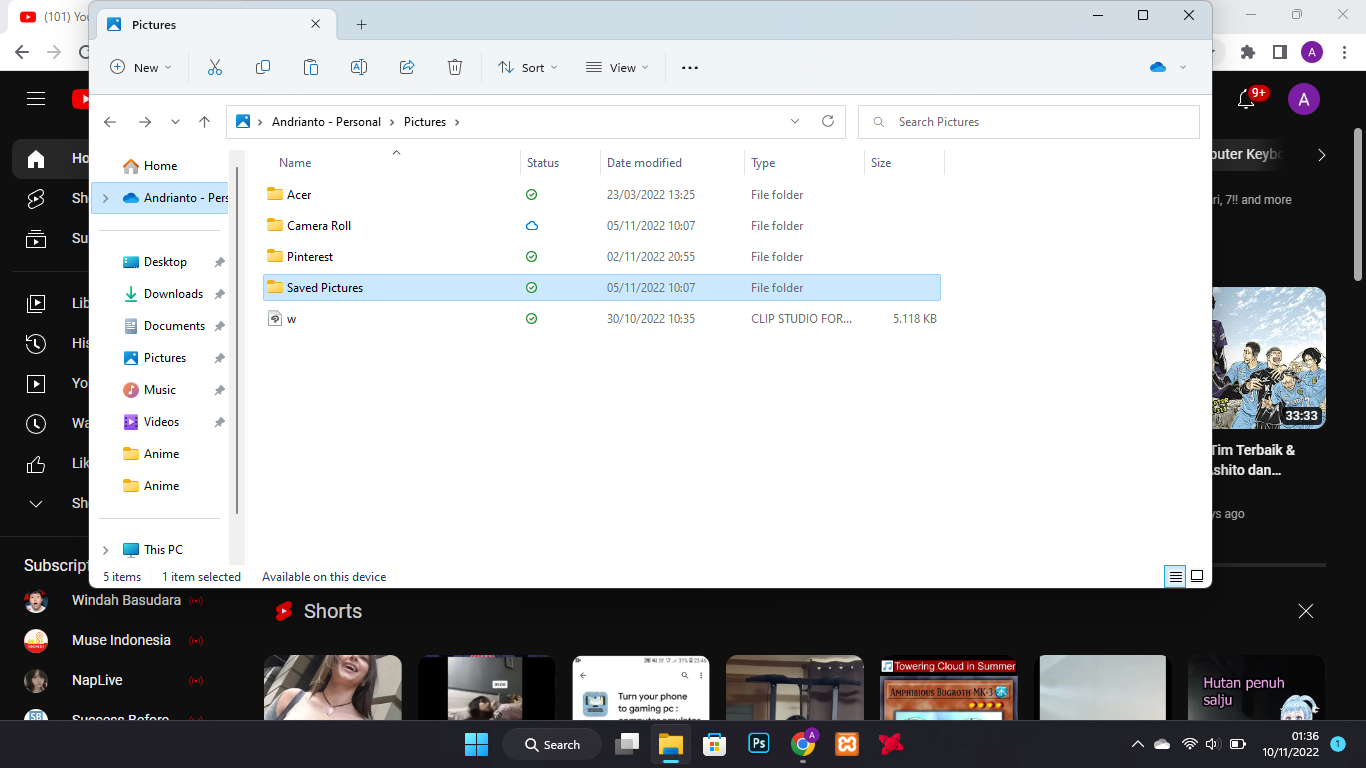 (101) You
Pictures
New
Sort
View
A
Andrianto - Personal
Pictures
Search Pictures
9+
A
Name
Status
Date modified
Type
Size
Home
Andrianto - Pers
Desktop
Downloads
Documents
Pictures
Music
Videos
Anime
Anime
This PC
Acer
23/03/2022 13:25
File folder
Camera Roll
05/11/2022 10:07
File folder
Pinterest
02/11/2022 20:55
File folder
Saved Pictures
05/11/2022 10:07
File folder
w
30/10/2022 10:35
CLIP STUDIO FOR...
5.118 KB
5 items
1 item selected
Available on this device
Ho
Sho
Su
Lib
His
Yo
Wa
Lik
Sho
Subscript
Windah Basudara
Muse Indonesia
NapLive
Success Before
puter Keybo
ri, 7!! and more
33:33
Tim Terbaik &
shito dan...
ys ago
Shorts
23:46
Turn your phone
to gaming pc :
computer emulator
Towering Cloud in Summer
AMPHIBIOUS BUGROTH MK-3
Hutan penuh
salju
Search
Ps
A
01:36
10/11/2022
1